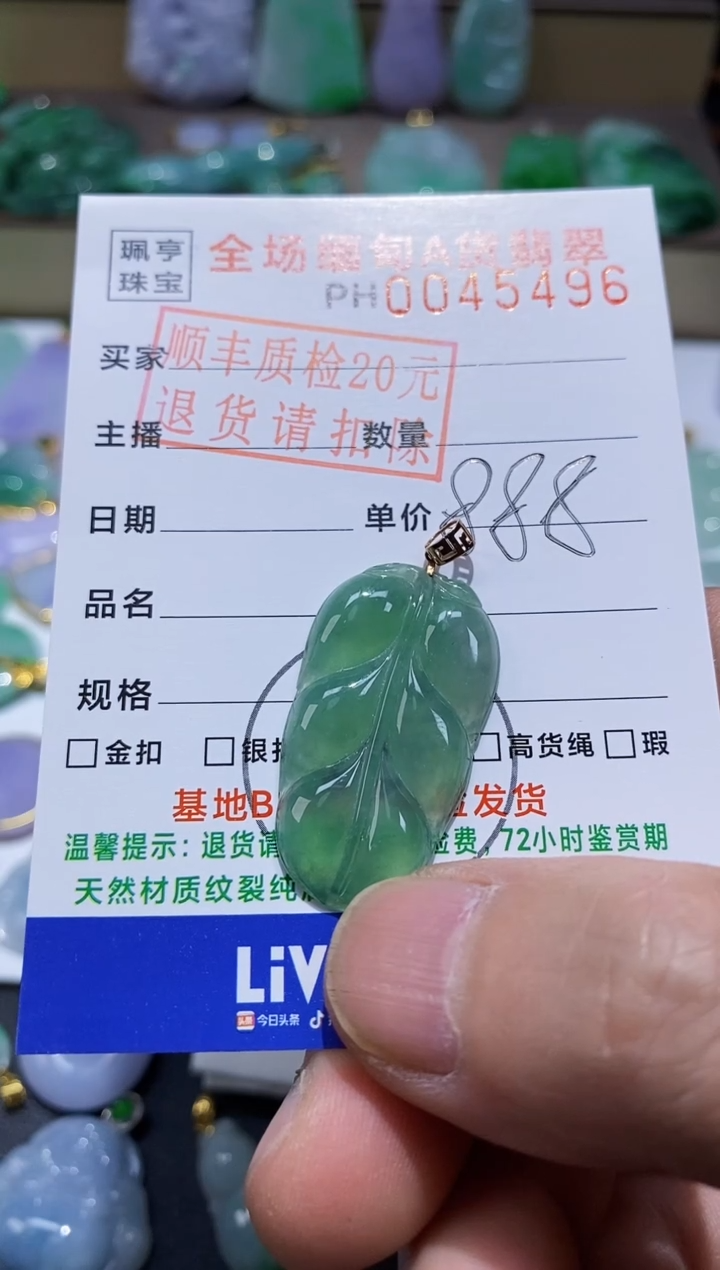 珮亨
珠宝
全场缅甸A货翡翠
PH0045496
买家
顺丰质检20元
退货请扣除
主播
数量
日期
单价 888
品名
规格
金扣
高货绳
瑕
基地B
发货
温馨提示：退货请
检费，72小时鉴赏期
天然材质纹裂纯
LiV
头条 今日头条